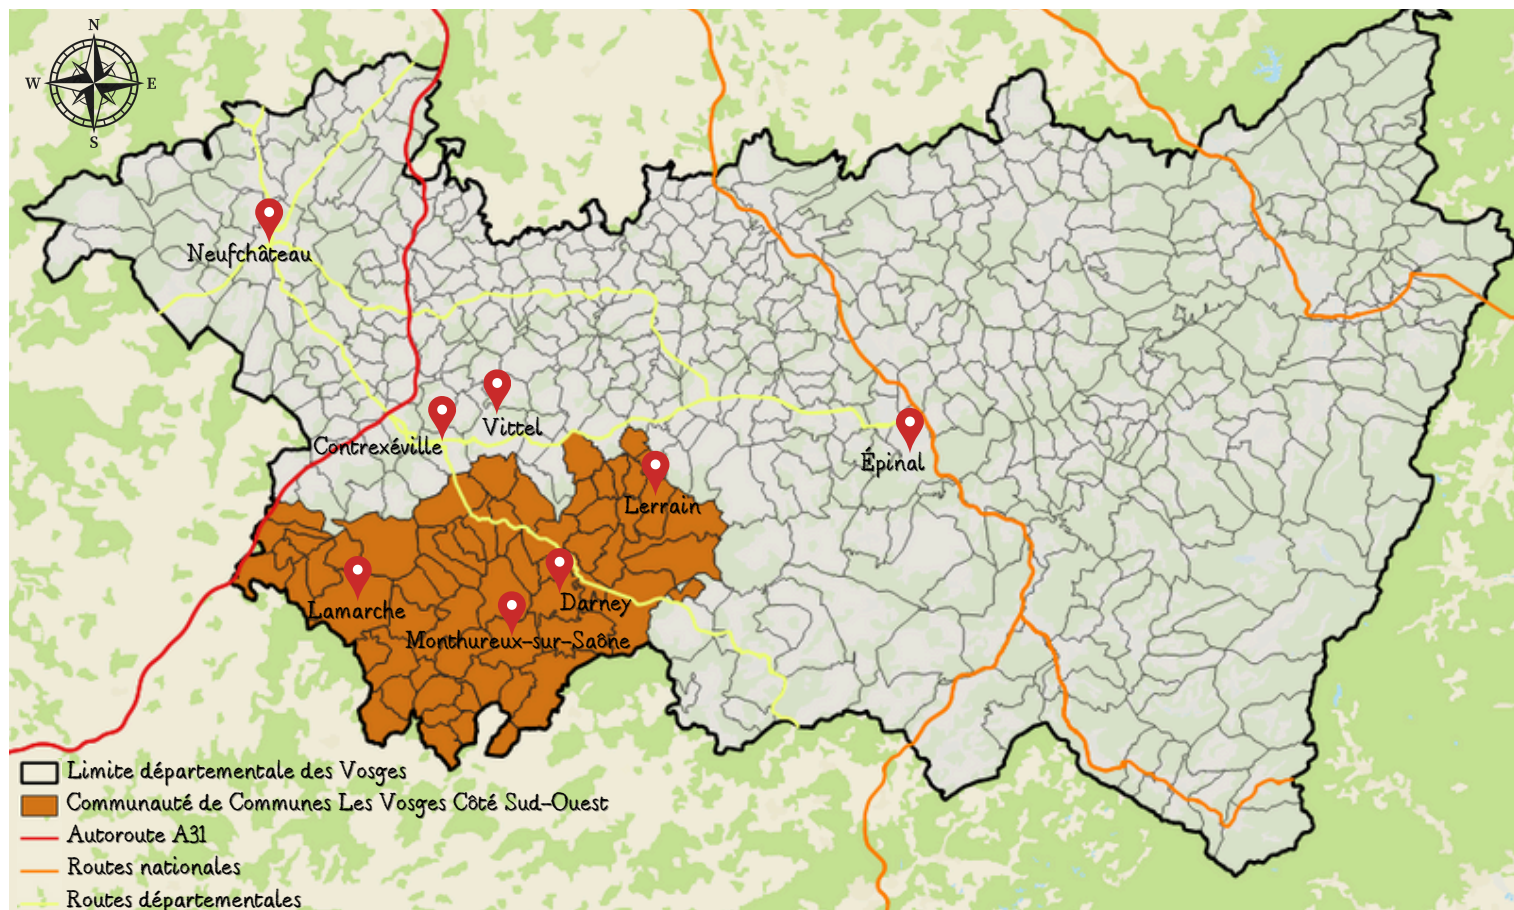 N
W
E
S
Neufchâteau
Vittel
Contrexéville
Épinal
Lerrain
Lamarche
Darney
Monthureux-sur-Saône
Limite départementale des Vosges
Communauté de Communes Les Vosges Côté Sud-Ouest
Autoroute A31
Routes nationales
Routes départementales